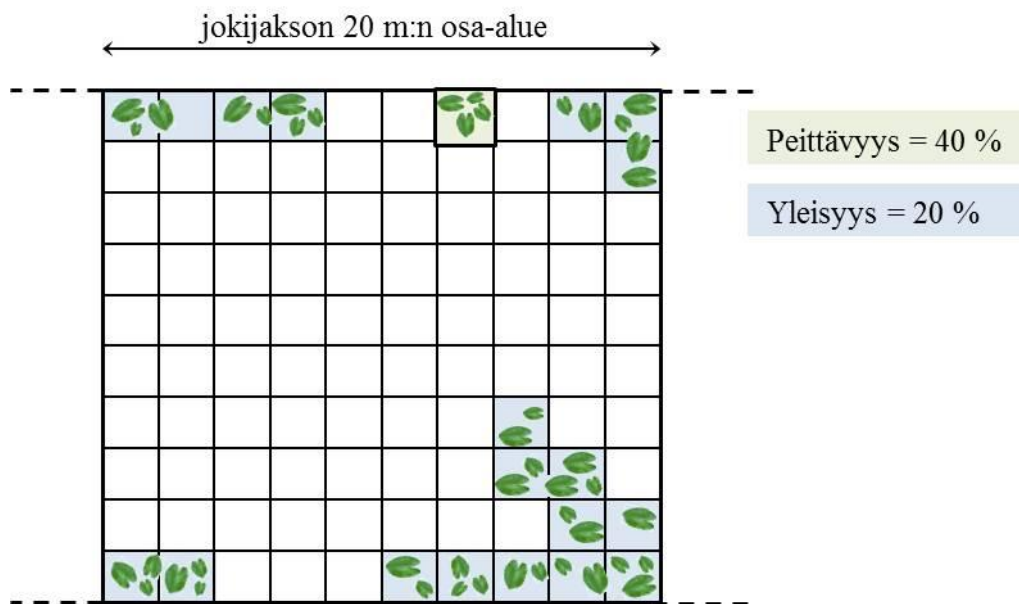 jokijakson 20 m:n osa-alue
Peittävyys = 40 %
Yleisyys = 20 %